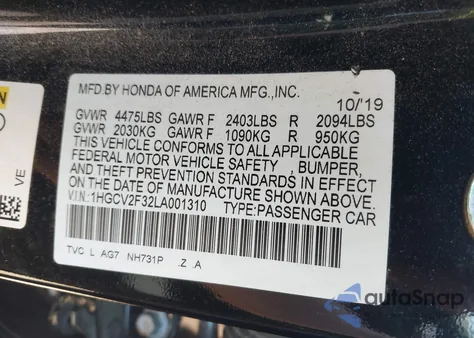 MFD.BY HONDA OF AMERICA MFG.,INC.
10/'19
GVWR 4475LBS GAWR F 2403LBS R 2094LBS
GVWR 2030KG GAWR F 1090KG R 950KG
THIS VEHICLE CONFORMS TO ALL APPLICABLE
FEDERAL MOTOR VEHICLE SAFETY , BUMPER,
AND THEFT PREVENTION STANDARDS IN EFFECT
ON THE DATE OF MANUFACTURE SHOWN ABOVE.
V.I.N.:1HGCV2F32LA001310 TYPE:PASSENGER CAR
TVC L AG7 NH731P .Z .A
VE
autoSnap